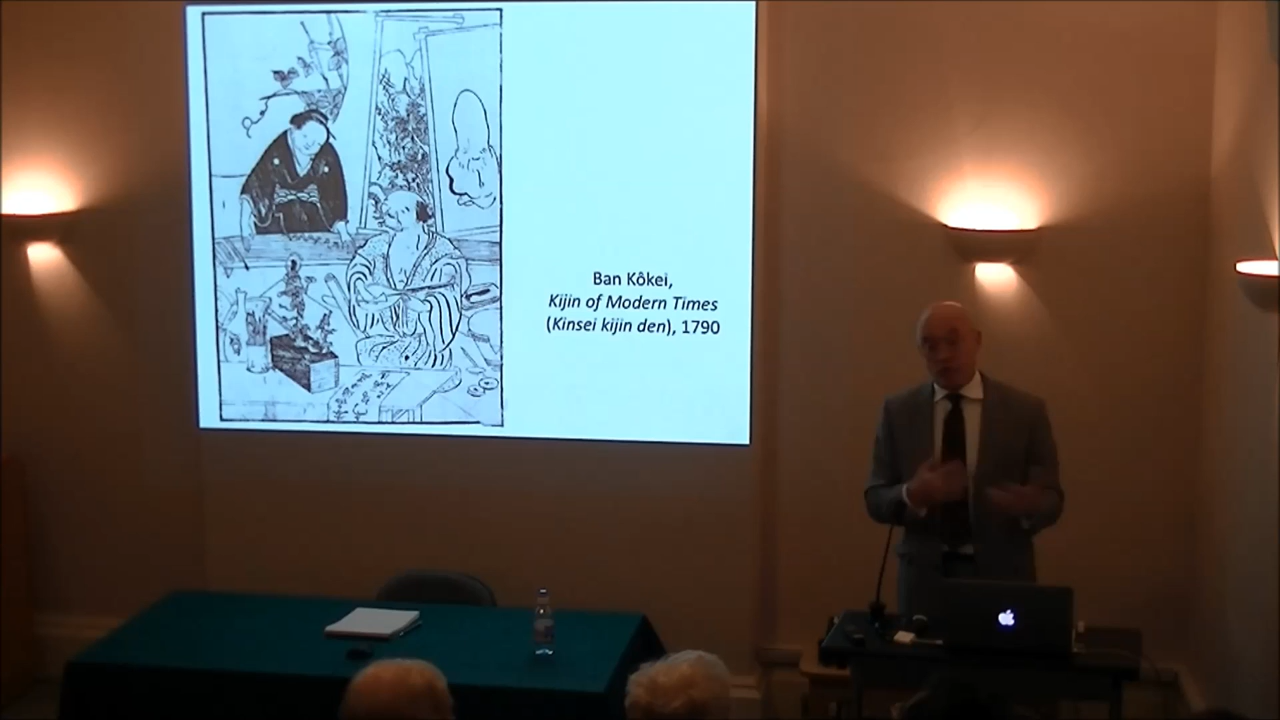 Ban Kôkei,
Kijin of Modern Times
(Kinsei kijin den), 1790